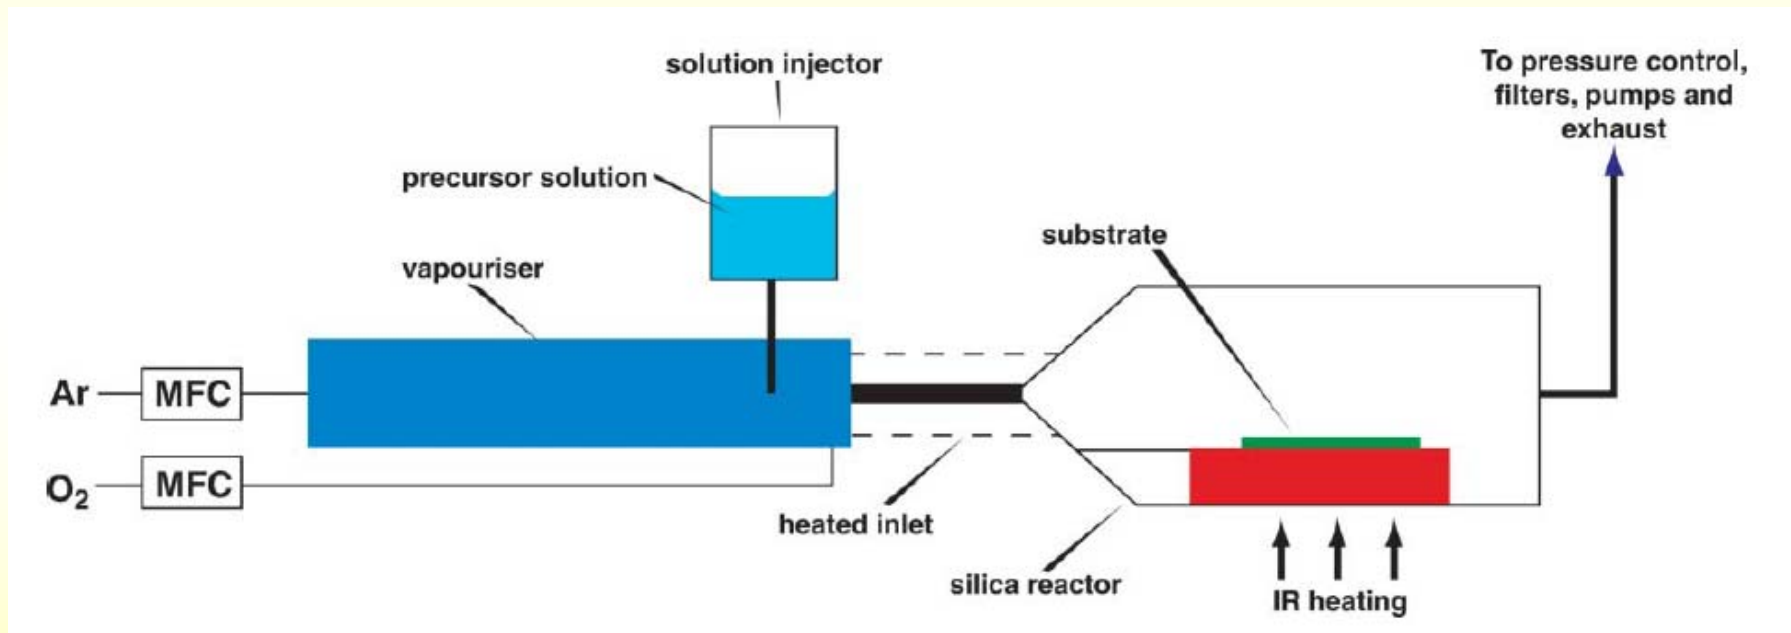 solution injector
To pressure control,
filters, pumps and
exhaust
precursor solution
substrate
vapouriser
Ar
MFC
O₂
MFC
heated inlet
silica reactor
IR heating